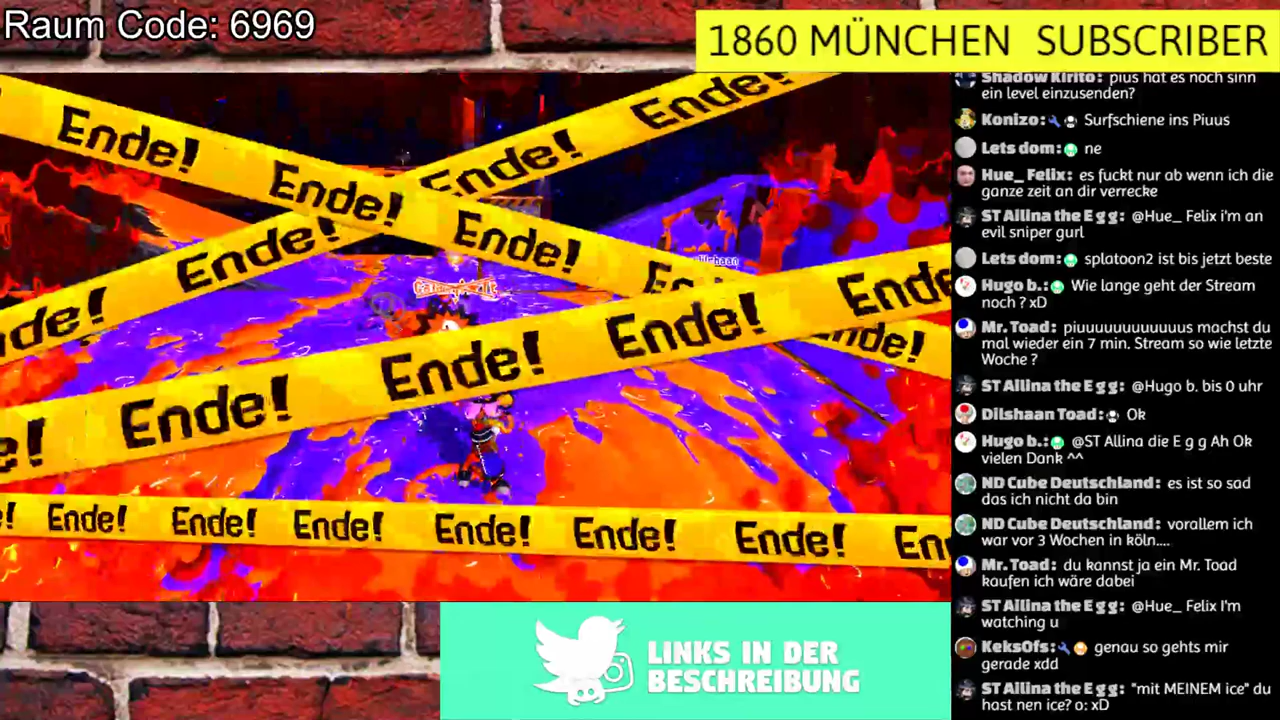 Raum Code: 6969
1860 MÜNCHEN SUBSCRIBER
Ende! Ende! Ende!
Ende! Ende! Ende!
Ende! Ende!
Ende! Ende! Ende! Ende!
Ende! Ende! Ende! Ende! Ende! Ende!
LINKS IN DER
BESCHREIBUNG
Shadow Kirito: pius hat es noch sinn
ein level einzusenden?
Konizo: Surfschiene ins Piuus
Lets dom: ne
Hue_ Felix: es fuckt nur ab wenn ich die
ganze zeit an dir verrecke
ST Allina the E g g: @Hue_ Felix i'm an
evil sniper gurl
Lets dom: splatoon2 ist bis jetzt beste
Hugo b.: Wie lange geht der Stream
noch ? xD
Mr. Toad: piuuuuuuuuuuuus machst du
mal wieder ein 7 min. Stream so wie letzte
Woche ?
ST Allina the E g g: @Hugo b. bis 0 uhr
Dilshaan Toad: Ok
Hugo b.: @ST Allina die E g g Ah Ok
vielen Dank ^^
ND Cube Deutschland: es ist so sad
das ich nicht da bin
ND Cube Deutschland: vorallem ich
war vor 3 Wochen in köln....
Mr. Toad: du kannst ja ein Mr. Toad
kaufen ich wäre dabei
ST Allina the E g g: @Hue_ Felix I'm
watching u
KeksOfs: genau so gehts mir
gerade xdd
ST Allina the E g g: "mit MEINEM ice" du
hast nen ice? o: xD